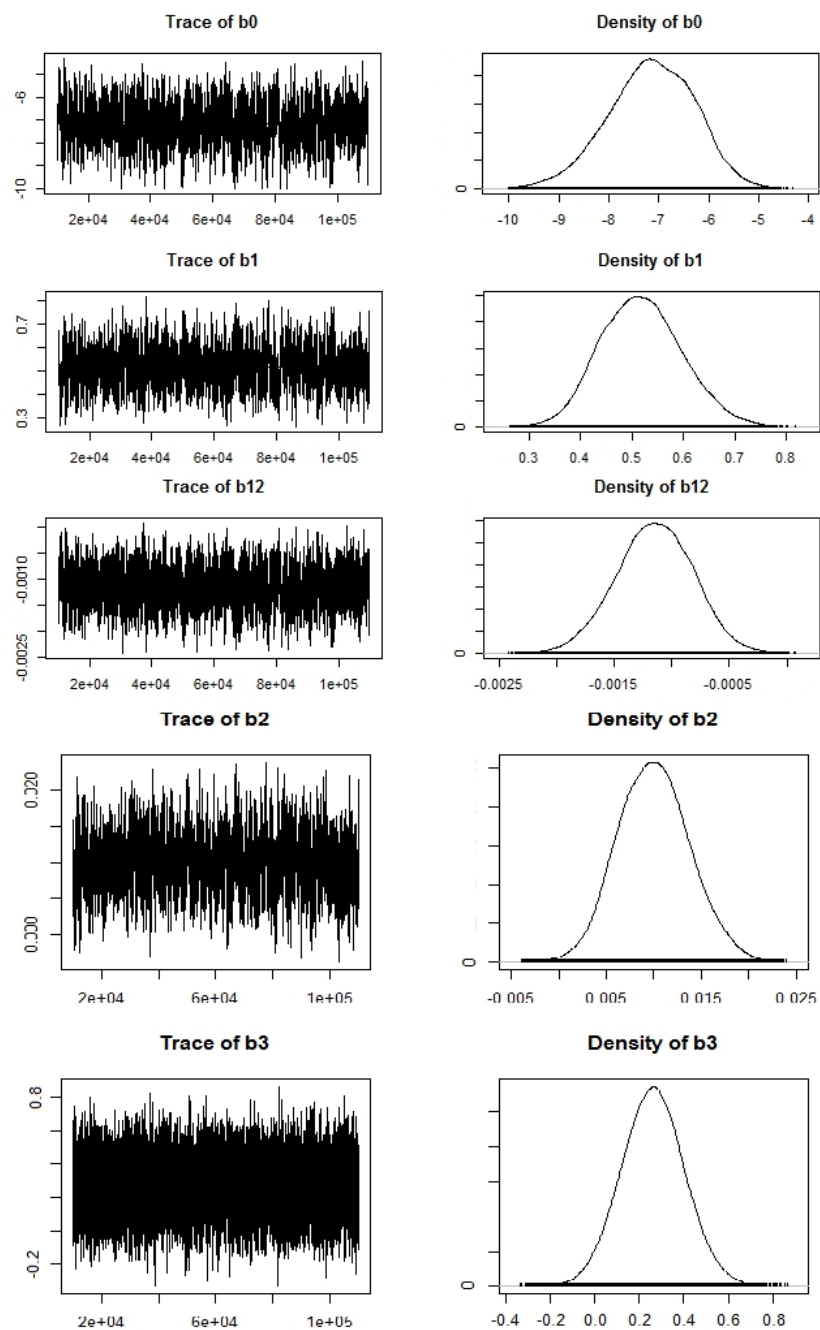 Trace of b0 Density of b0
-6
-10
0
2e+04 4e+04 6e+04 8e+04 1e+05
-10 -9 -8 -7 -6 -5 -4
Trace of b1 Density of b1
0.7
0.3
0
2e+04 4e+04 6e+04 8e+04 1e+05
0.3 0.4 0.5 0.6 0.7 0.8
Trace of b12 Density of b12
-0.0010
-0.0025
0
2e+04 4e+04 6e+04 8e+04 1e+05
-0.0025 -0.0015 -0.0005
Trace of b2 Density of b2
0.020
0.000
0
2e+04 6e+04 1e+05
-0 005 0 005 0 015 0 025
Trace of b3 Density of b3
0.8
-0.2
0
2e+04 6e+04 1e+05
-0.4 -0.2 0.0 0.2 0.4 0.6 0.8